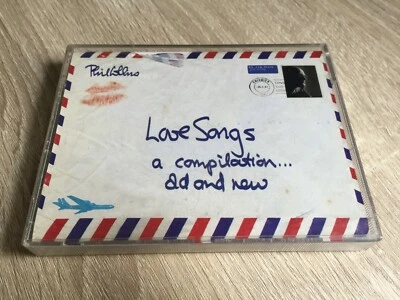 Phil Collins
Love Songs
a compilation...
old and new